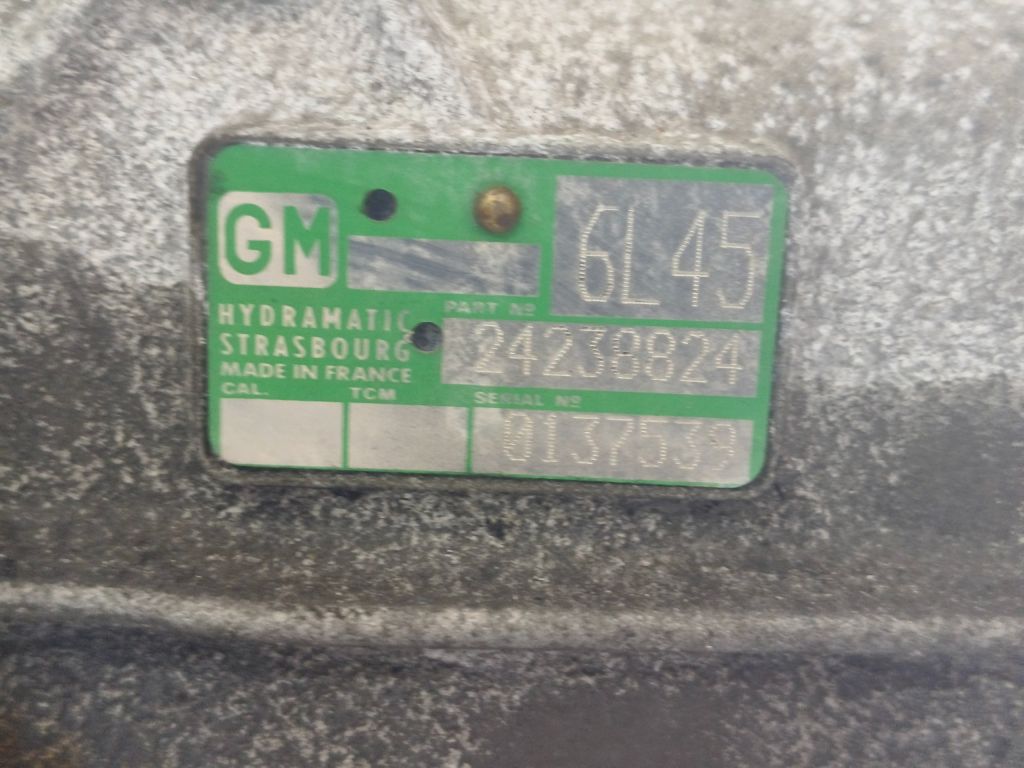 GM
6L45
HYDRAMATIC
STRASBOURG
MADE IN FRANCE
PART Nº
24238824
CAL.
TCM
SERIAL Nº
0137539